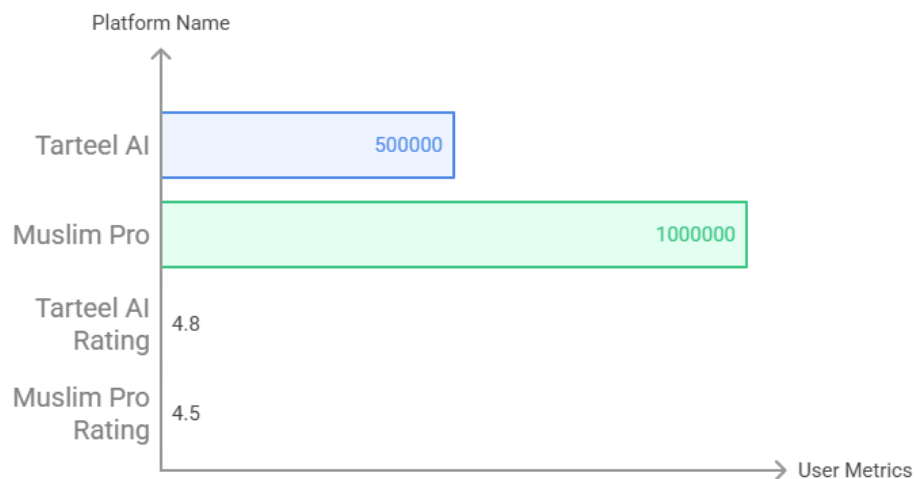 Platform Name
Tarteel AI
500000
Muslim Pro
1000000
Tarteel AI
Rating
4.8
Muslim Pro
Rating
4.5
User Metrics